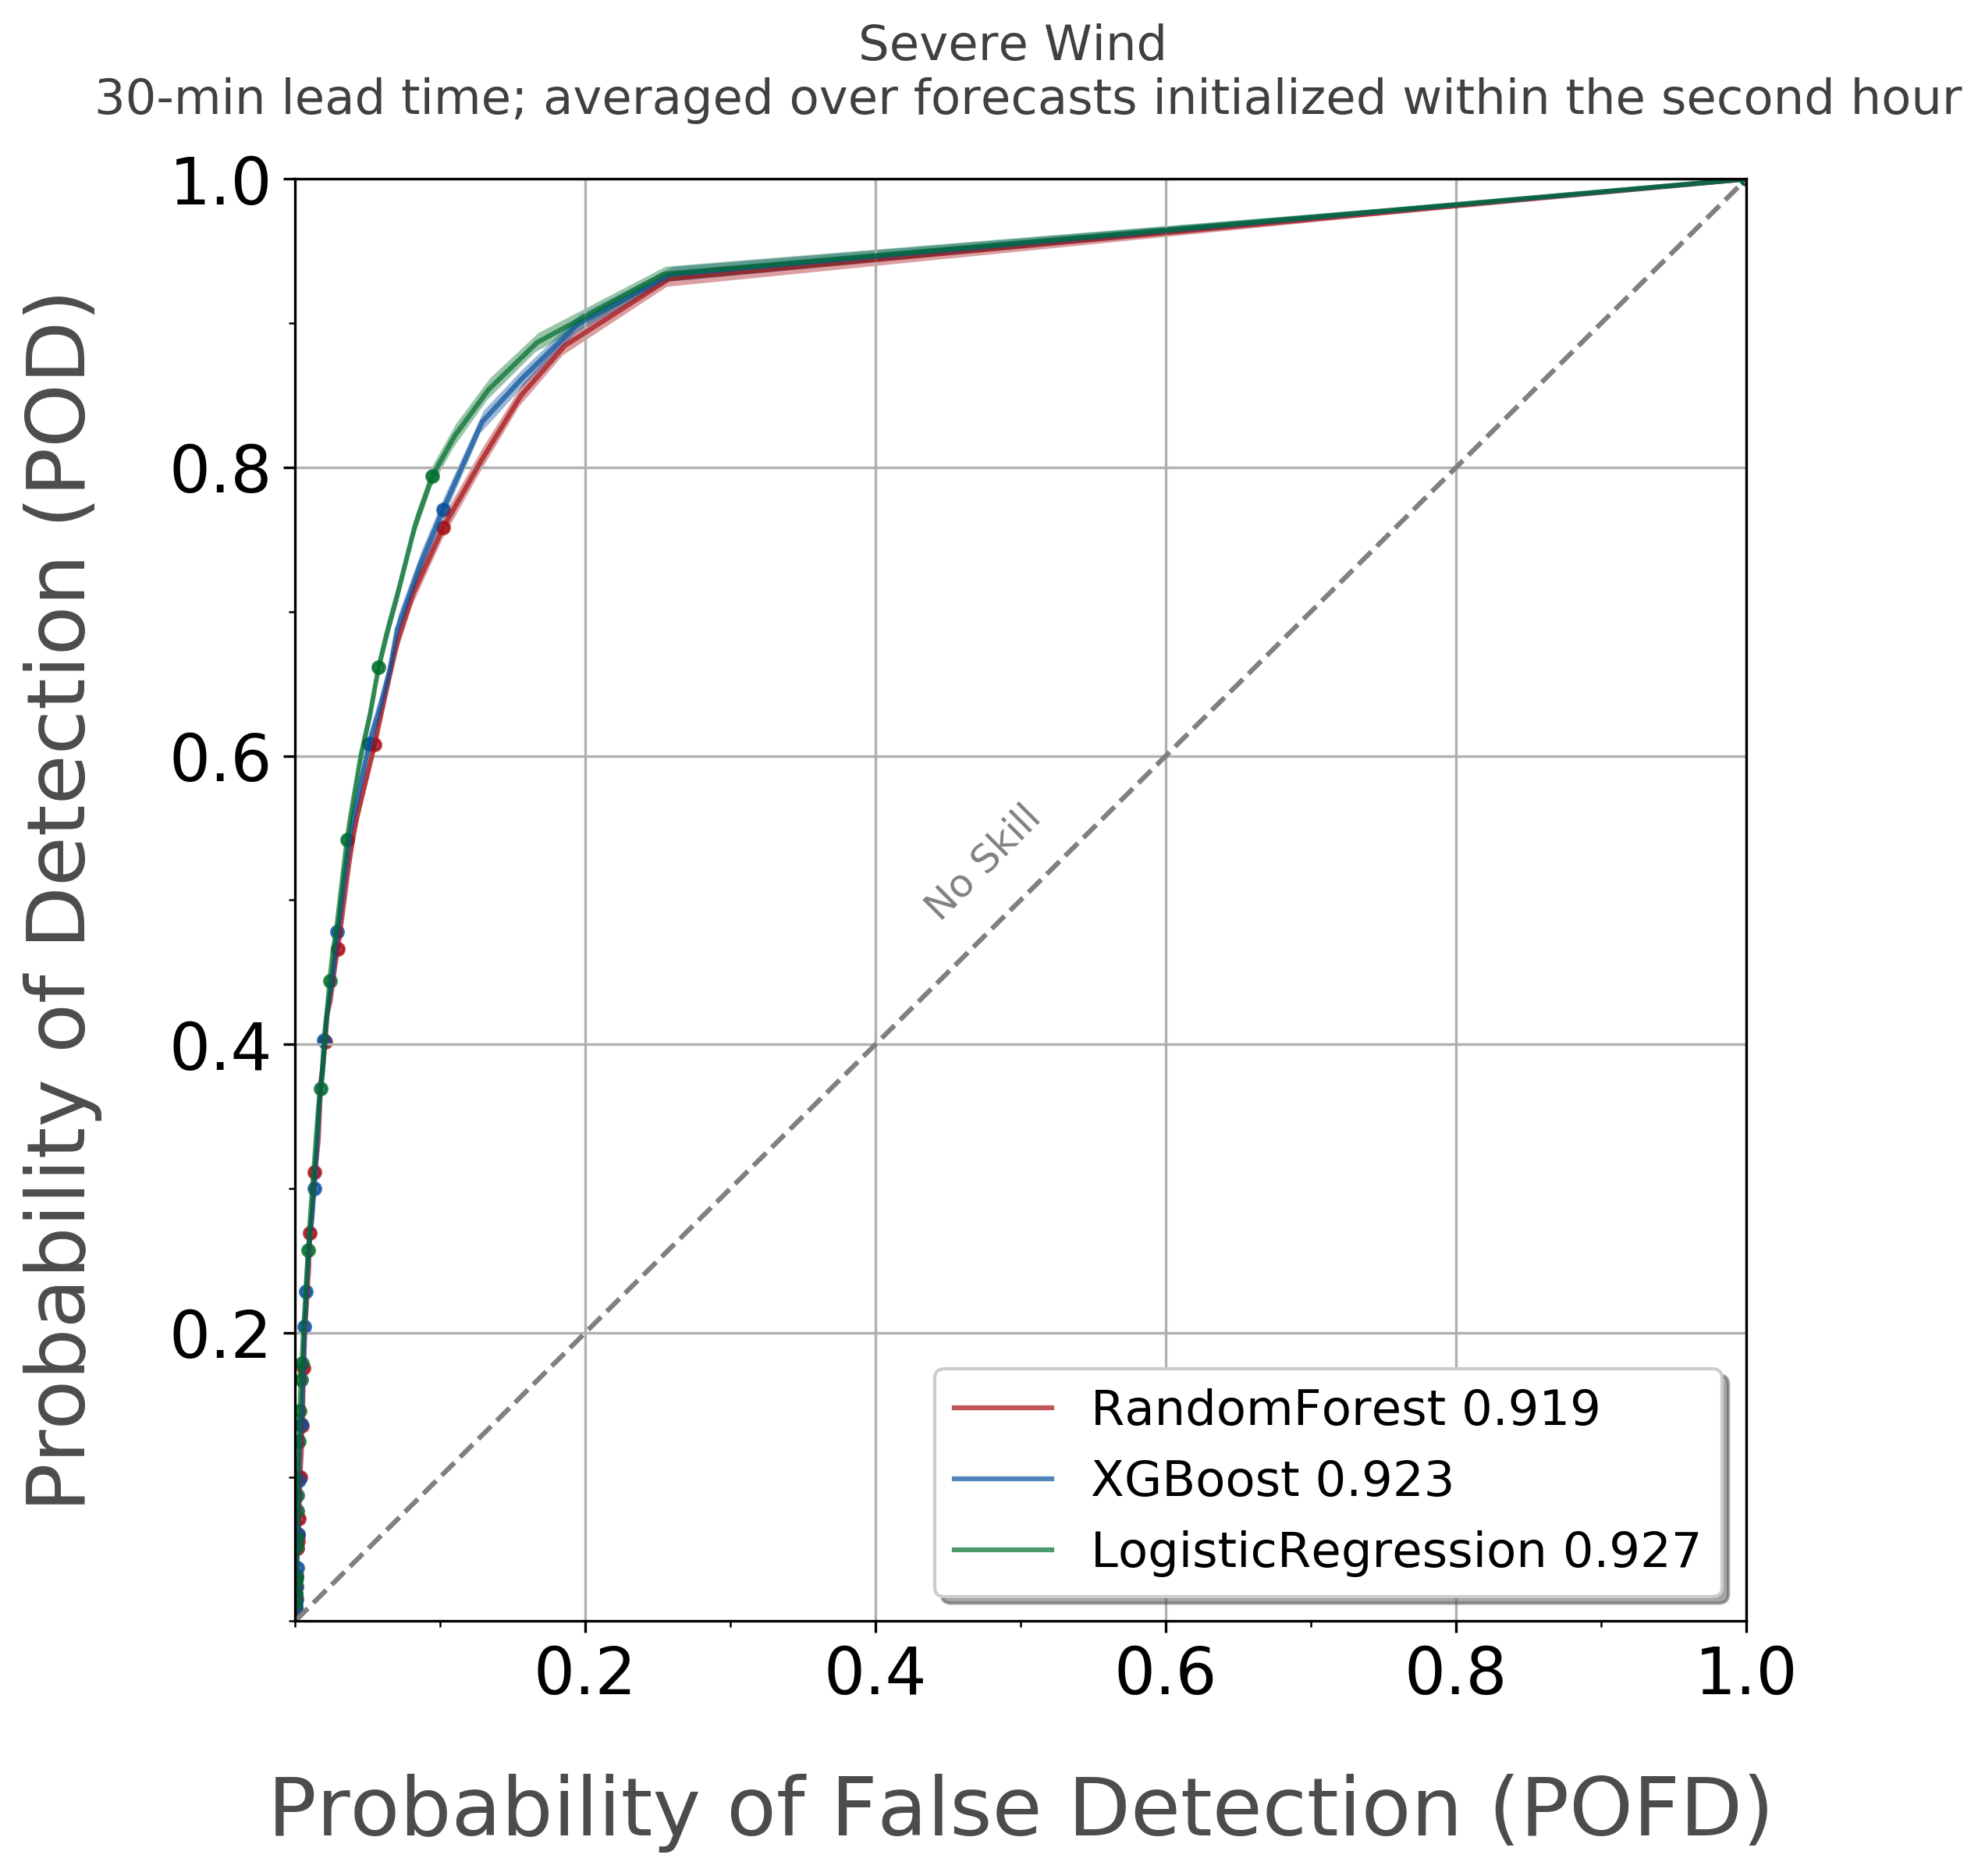 Severe Wind
30-min lead time; averaged over forecasts initialized within the second hour
1.0
0.8
0.6
0.4
0.2
Probability of Detection (POD)
No Skill
RandomForest 0.919
XGBoost 0.923
LogisticRegression 0.927
0.2 0.4 0.6 0.8 1.0
Probability of False Detection (POFD)